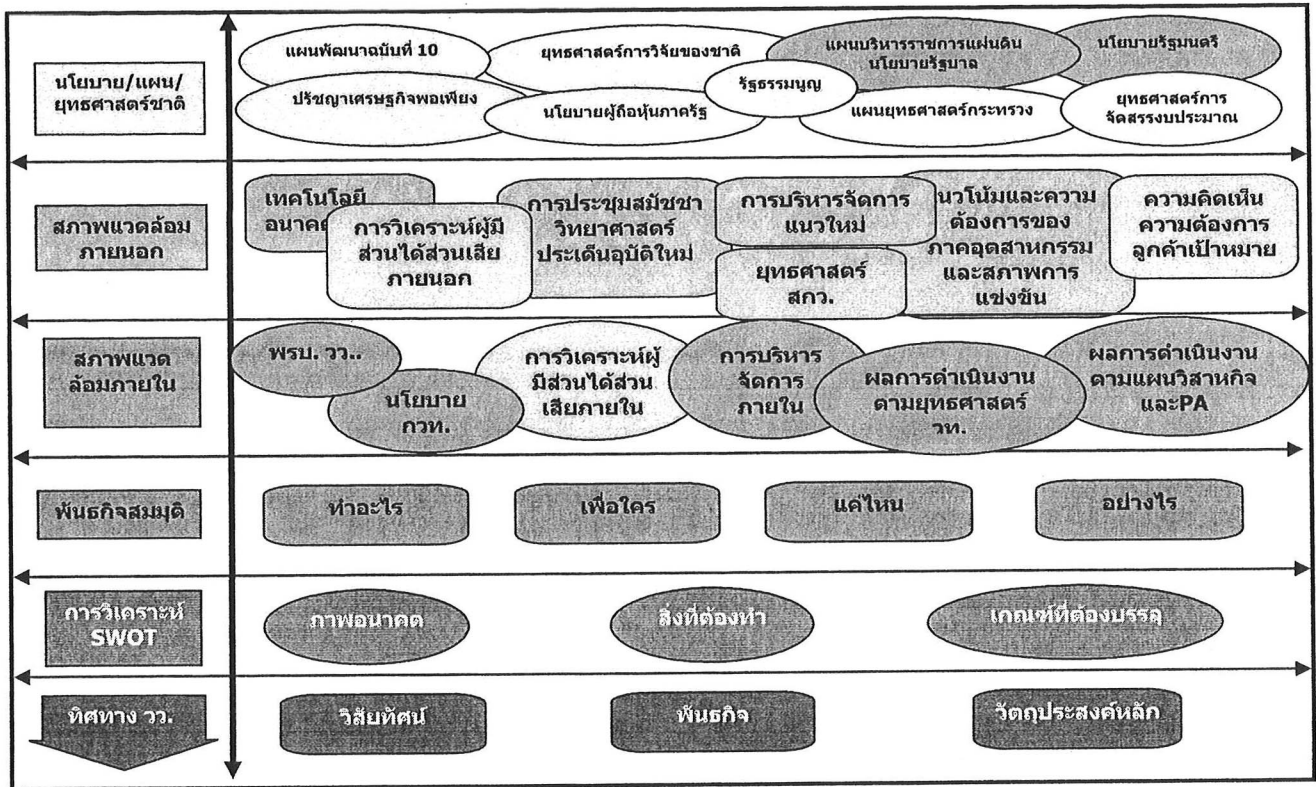 นโยบาย/แผน/
ยุทธศาสตร์ชาติ
แผนพัฒนาฉบับที่ 10
ยุทธศาสตร์การวิจัยของชาติ
แผนบริหารราชการแผ่นดิน
นโยบายรัฐบาล
นโยบายรัฐมนตรี
ปรัชญาเศรษฐกิจพอเพียง
นโยบายผู้ถือหุ้นภาครัฐ
รัฐธรรมนูญ
แผนยุทธศาสตร์กระทรวง
ยุทธศาสตร์การ
จัดสรรงบประมาณ
สภาพแวดล้อม
ภายนอก
เทคโนโลยี
อนาคต
การวิเคราะห์ผู้มี
ส่วนได้ส่วนเสีย
ภายนอก
การประชุมสมัชชา
วิทยาศาสตร์
ประเด็นอุบัติใหม่
การบริหารจัดการ
แนวใหม่
ยุทธศาสตร์
สกว.
นวโน้มและความ
ต้องการของ
ภาคอุตสาหกรรม
และสภาพการ
แข่งขัน
ความคิดเห็น
ความต้องการ
ลูกค้าเป้าหมาย
สภาพแวด
ล้อมภายใน
พรบ. วว..
นโยบาย
กวท.
การวิเคราะห์ผู้
มีส่วนได้ส่วน
เสียภายใน
การบริหาร
จัดการ
ภายใน
ผลการดำเนินงาน
ตามยุทธศาสตร์
วท.
ผลการดำเนินงาน
ตามแผนวิสาหกิจ
และPA
พันธกิจสมมุติ
ทำอะไร
เพื่อใคร
แค่ไหน
อย่างไร
การวิเคราะห์
SWOT
ภาพอนาคต
สิ่งที่ต้องทำ
เกณฑ์ที่ต้องบรรลุ
ทิศทาง วว.
วิสัยทัศน์
พันธกิจ
วัตถุประสงค์หลัก